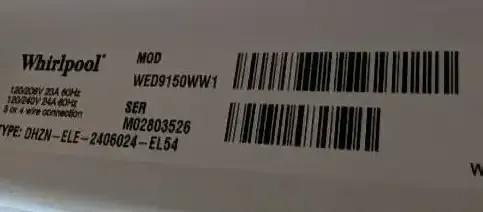 Whirlpool®
MOD
WED9150WW1
120/208V 20A 60Hz
120/240V 24A 60Hz
3 or 4 wire connection
SER
M02803526
TYPE: DHZN-ELE-2406024-EL54
W